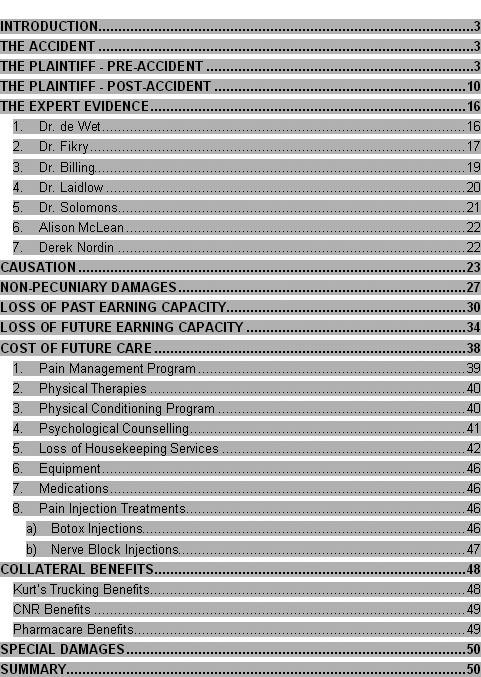 INTRODUCTION...3
THE ACCIDENT...3
THE PLAINTIFF - PRE-ACCIDENT...3
THE PLAINTIFF - POST-ACCIDENT...10
THE EXPERT EVIDENCE...16
1. Dr. de Wet...16
2. Dr. Fikry...17
3. Dr. Billing...19
4. Dr. Laidlow...20
5. Dr. Solomons...21
6. Alison McLean...22
7. Derek Nordin...22
CAUSATION...23
NON-PECUNIARY DAMAGES...27
LOSS OF PAST EARNING CAPACITY...30
LOSS OF FUTURE EARNING CAPACITY...34
COST OF FUTURE CARE...38
1. Pain Management Program...39
2. Physical Therapies...40
3. Physical Conditioning Program...40
4. Psychological Counselling...41
5. Loss of Housekeeping Services...42
6. Equipment...46
7. Medications...46
8. Pain Injection Treatments...46
a) Botox Injections...46
b) Nerve Block Injections...47
COLLATERAL BENEFITS...48
Kurt's Trucking Benefits...48
CNR Benefits...49
Pharmacare Benefits...49
SPECIAL DAMAGES...50
SUMMARY...50